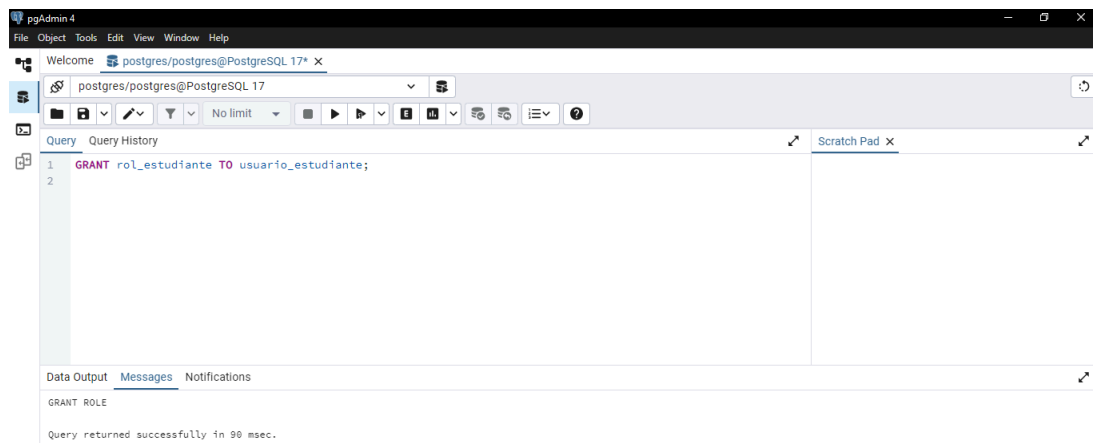 pgAdmin 4
File Object Tools Edit View Window Help
Welcome postgres/postgres@PostgreSQL 17*
postgres/postgres@PostgreSQL 17
No limit
Query Query History
Scratch Pad
1 GRANT rol_estudiante TO usuario_estudiante;
2
Data Output Messages Notifications
GRANT ROLE
Query returned successfully in 90 msec.